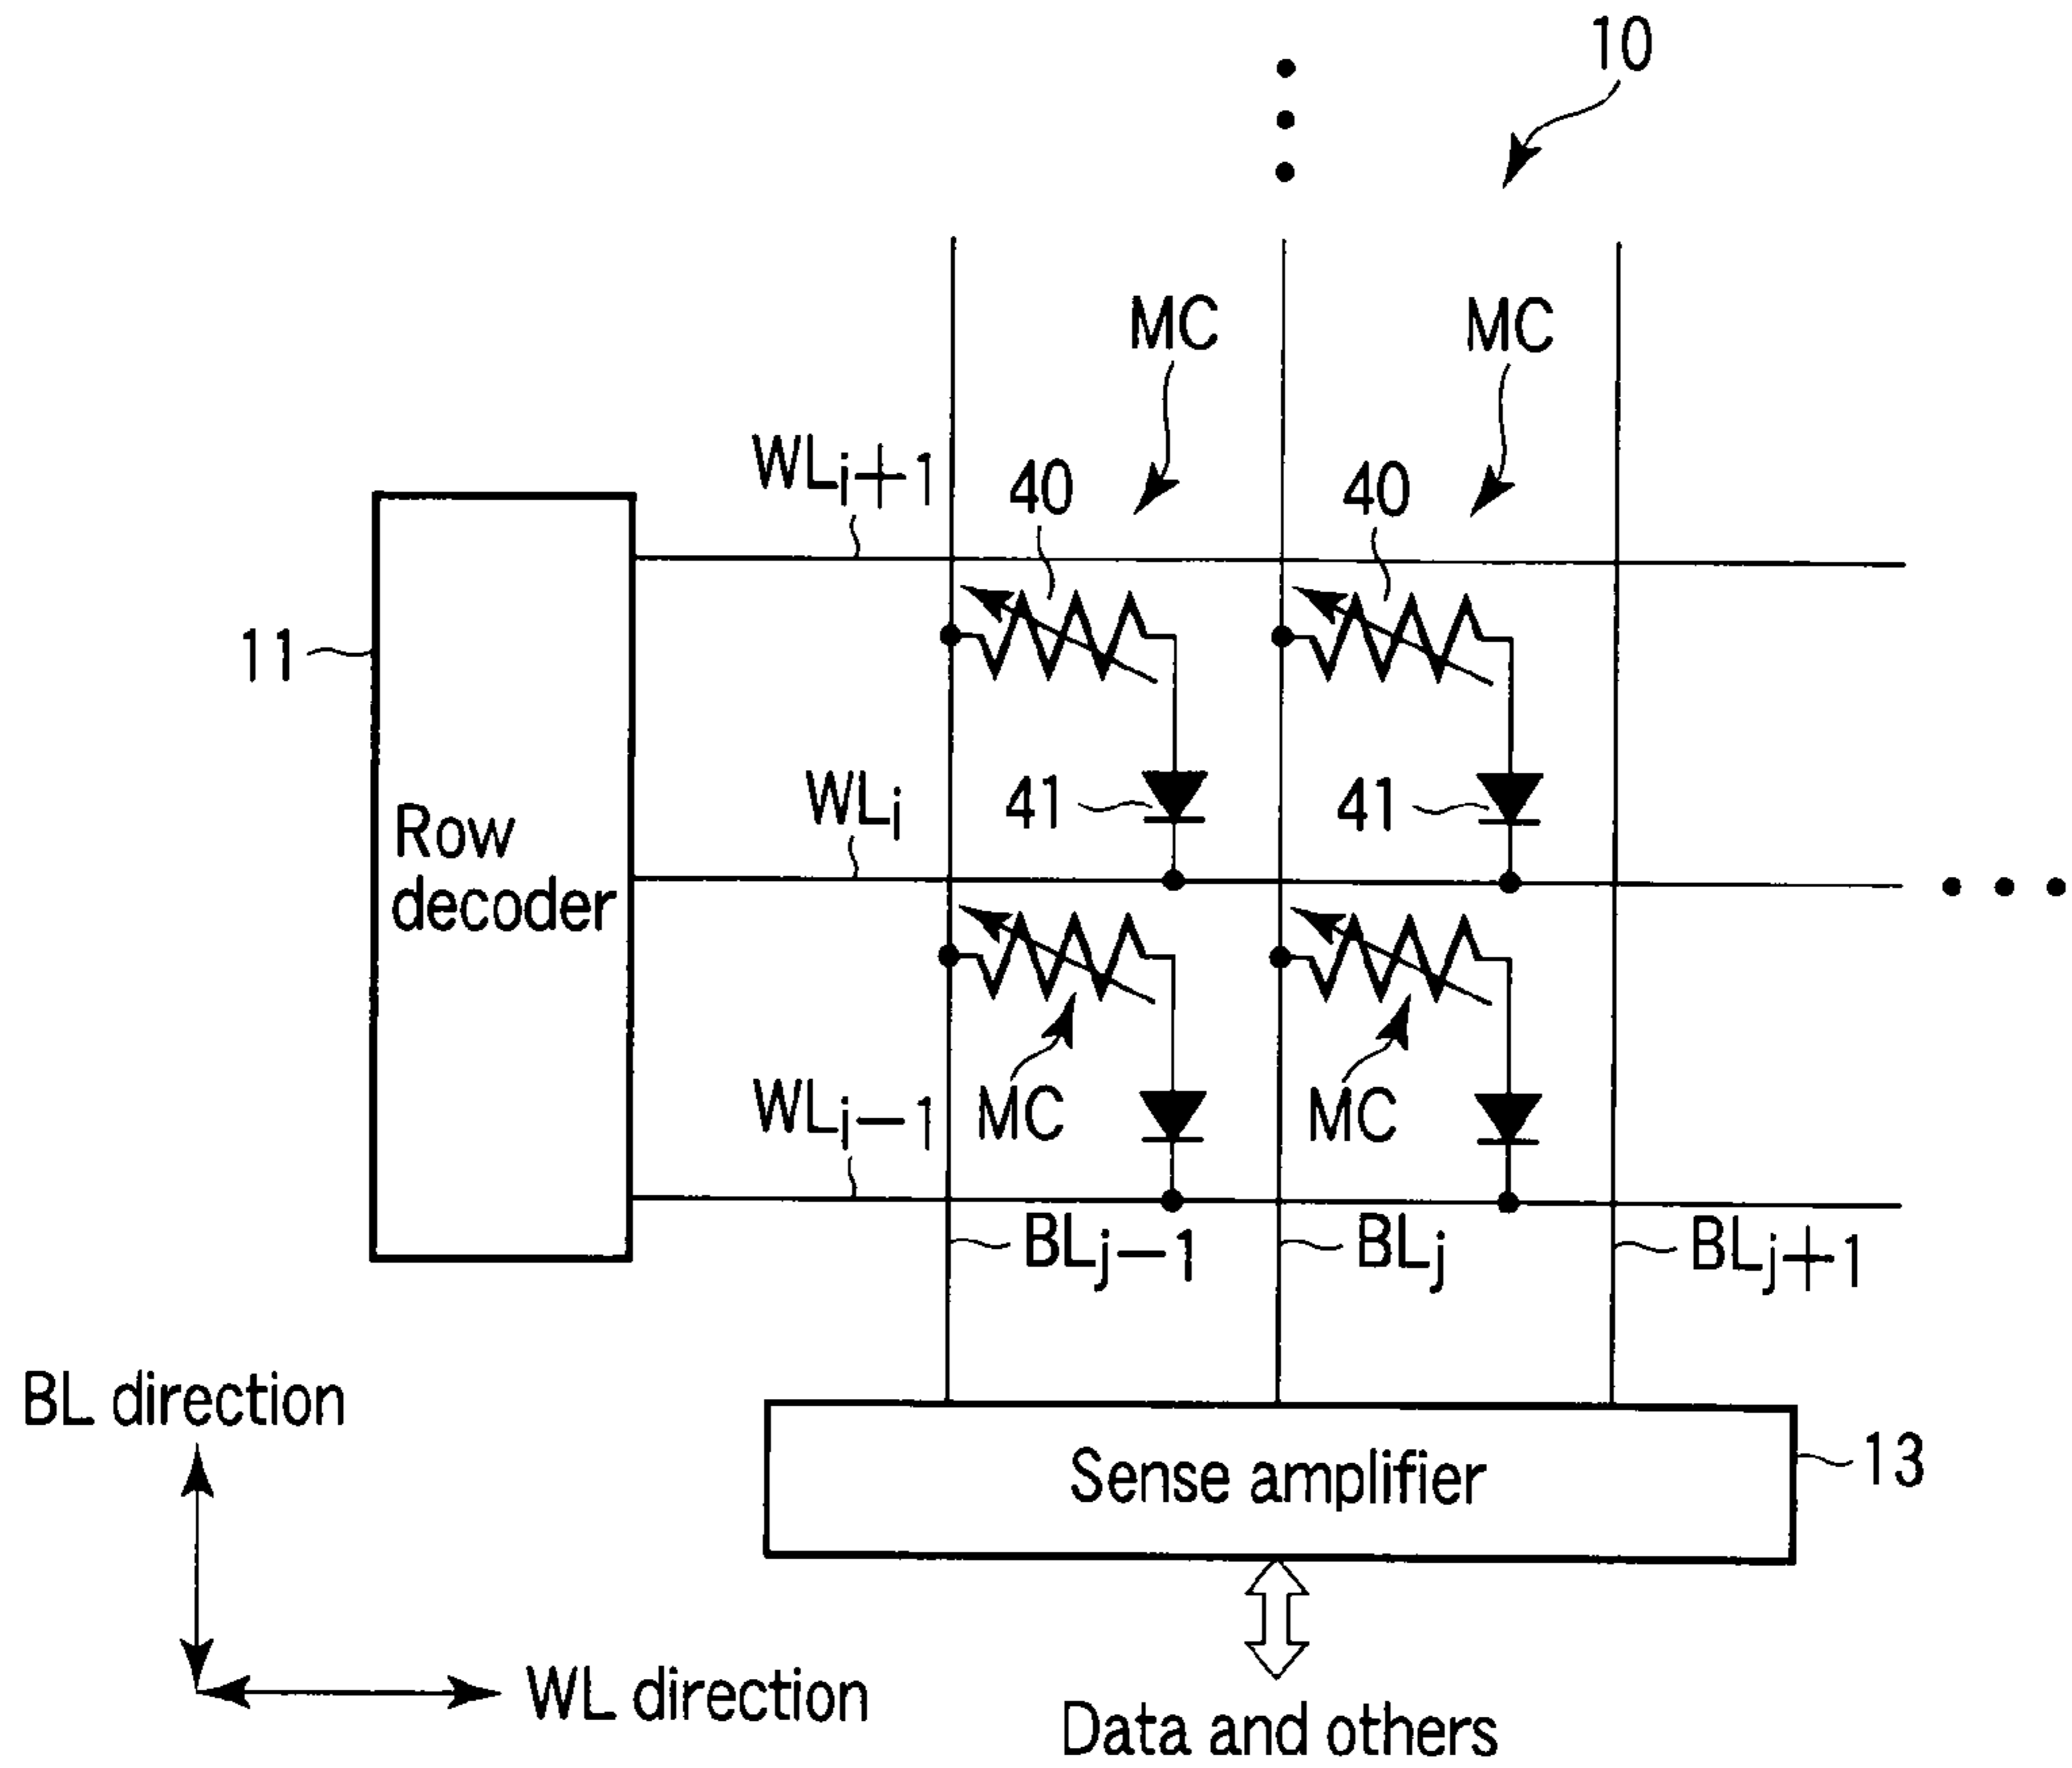 10
MC
MC
WLi+1
40
40
11
Row
decoder
WLi
41
41
WLi−1
MC
MC
BLj−1
BLj
BLj+1
BL direction
Sense amplifier
13
WL direction
Data and others